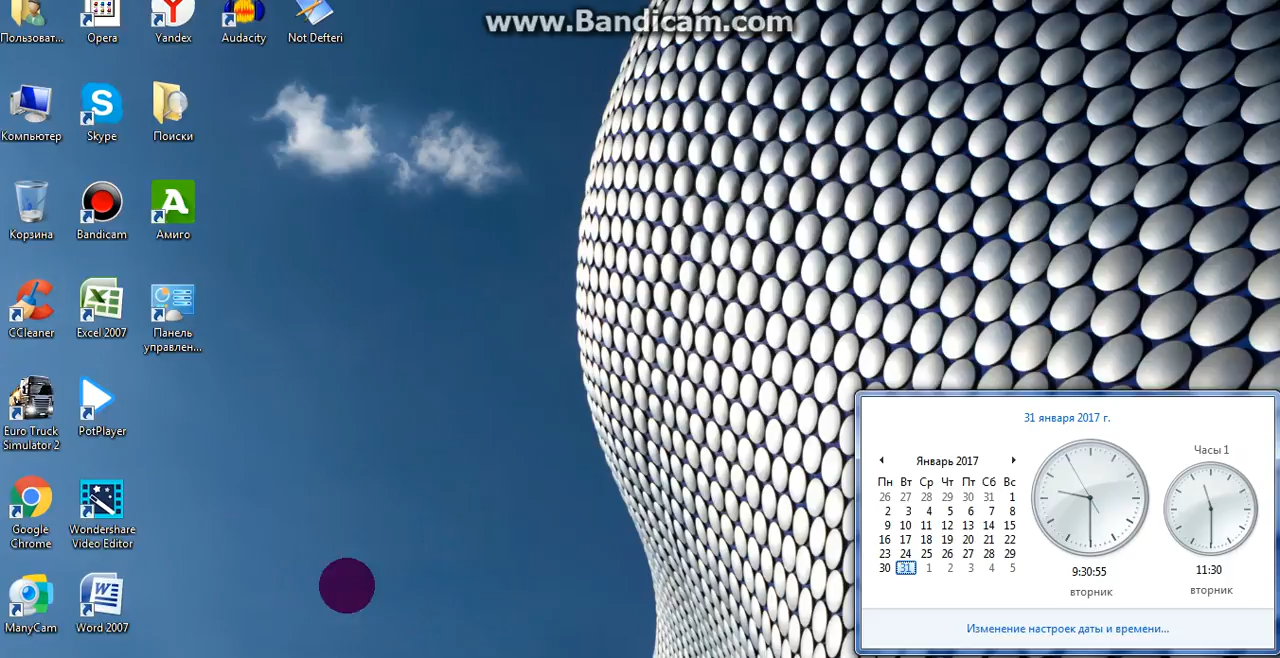 www.Bandicam.com
Пользоват...
Opera
Yandex
Audacity
Not Defteri
Компьютер
Skype
Поиски
Корзина
Bandicam
Амиго
CCleaner
Excel 2007
Панель
управлен...
Euro Truck
Simulator 2
PotPlayer
Google
Chrome
Wondershare
Video Editor
ManyCam
Word 2007
31 января 2017 г.
Январь 2017
Пн Вт Ср Чт Пт Сб Вс
26 27 28 29 30 31 1
2 3 4 5 6 7 8
9 10 11 12 13 14 15
16 17 18 19 20 21 22
23 24 25 26 27 28 29
30 31 1 2 3 4 5
9:30:55
вторник
Часы 1
11:30
вторник
Изменение настроек даты и времени...